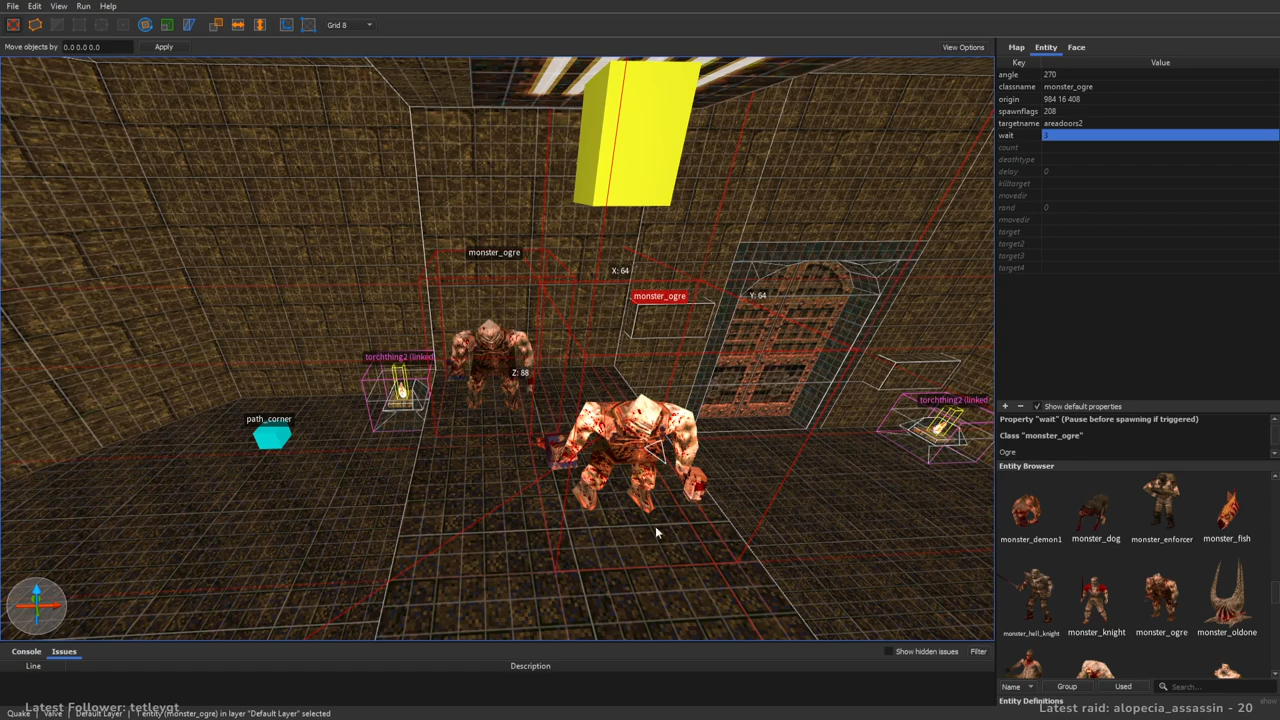 File Edit View Run Help
Grid 8
Move objects by 0.0 0.0 0.0 Apply View Options
Map Entity Face
Key Value
angle 270
classname monster_ogre
origin 984 16 408
spawnflags 208
targetname areadoors2
wait 3
count
deathtype
delay 0
killtarget
movedir
rand 0
movedir
target
target2
target3
target4
monster_ogre
X: 64
monster_ogre
Y: 64
torchthing2 (linked
Z: 88
path_corner
torchthing2 (linked
Show default properties
Property "wait" (Pause before spawning if triggered)
Class "monster_ogre"
Ogre
Entity Browser
monster_demon1 monster_dog monster_enforcer monster_fish
monster_hell_knight monster_knight monster_ogre monster_oldone
Name Group Used Search...
Entity Definitions show
Console Issues Show hidden issues Filter
Line Description
Latest Follower: tetleyqt
Latest raid: alopecia_assassin - 20
Quake Valve Default Layer 1 entity (monster_ogre) in layer "Default Layer" selected